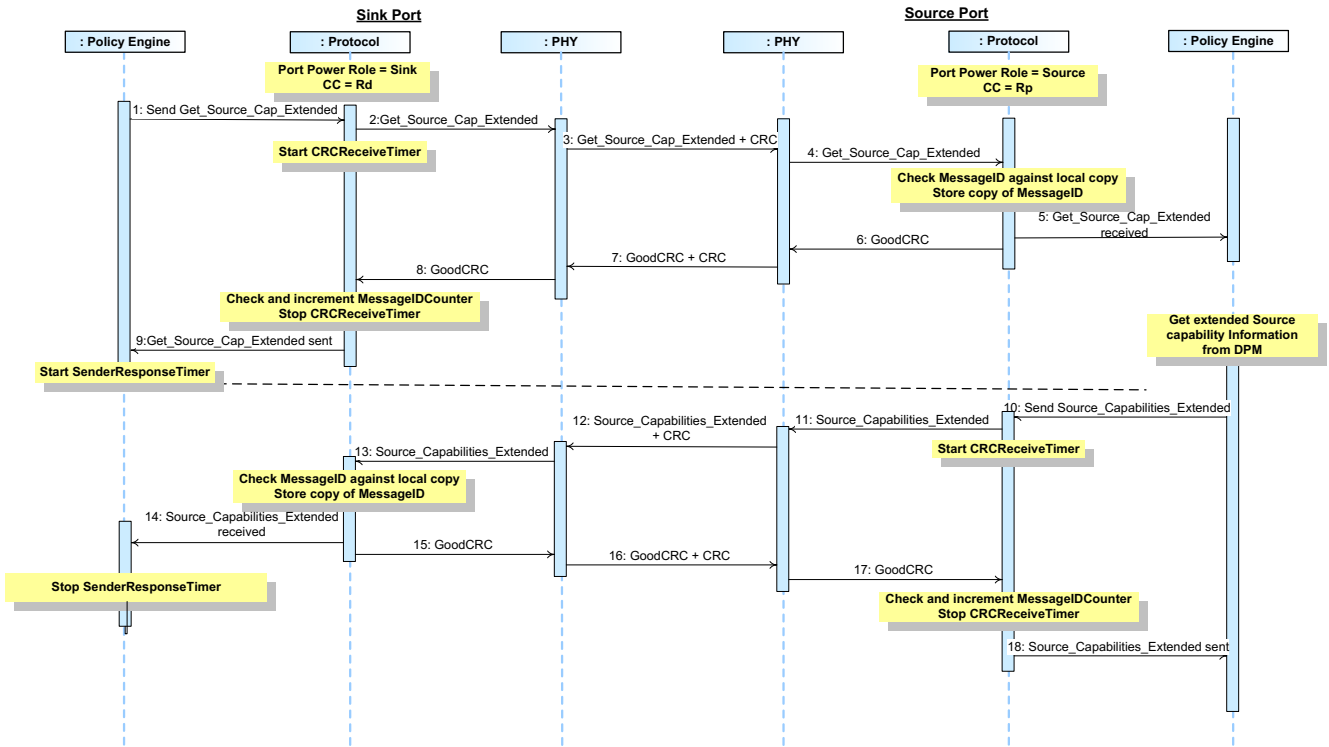 Sink Port
Source Port
: Policy Engine
: Protocol
: PHY
: PHY
: Protocol
: Policy Engine
Port Power Role = Sink
CC = Rd
Port Power Role = Source
CC = Rp
1: Send Get_Source_Cap_Extended
2:Get_Source_Cap_Extended
Start CRCReceiveTimer
3: Get_Source_Cap_Extended + CRC
4: Get_Source_Cap_Extended
Check MessageID against local copy
Store copy of MessageID
5: Get_Source_Cap_Extended
received
6: GoodCRC
7: GoodCRC + CRC
8: GoodCRC
Check and increment MessageIDCounter
Stop CRCReceiveTimer
9:Get_Source_Cap_Extended sent
Start SenderResponseTimer
Get extended Source
capability Information
from DPM
10: Send Source_Capabilities_Extended
11: Source_Capabilities_Extended
Start CRCReceiveTimer
12: Source_Capabilities_Extended
+ CRC
13: Source_Capabilities_Extended
Check MessageID against local copy
Store copy of MessageID
14: Source_Capabilities_Extended
received
15: GoodCRC
16: GoodCRC + CRC
17: GoodCRC
Stop SenderResponseTimer
Check and increment MessageIDCounter
Stop CRCReceiveTimer
18: Source_Capabilities_Extended sent